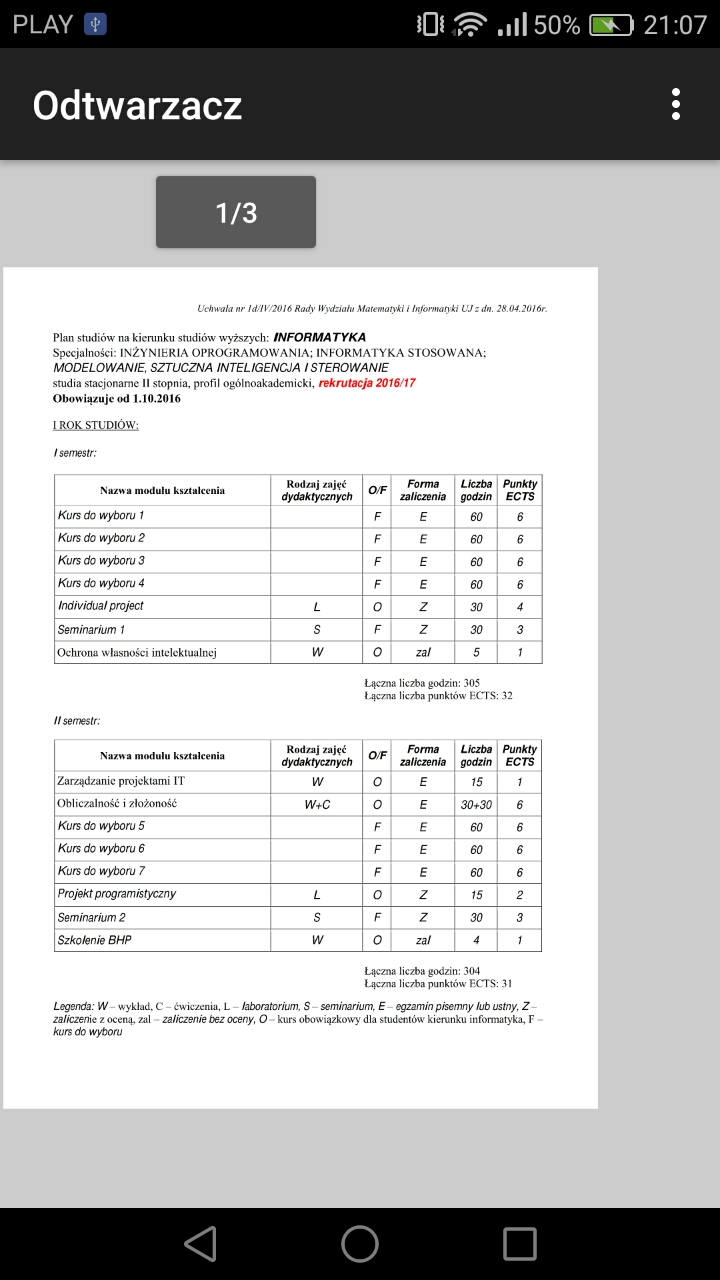 PLAY 50% 21:07
Odtwarzacz
1/3
Uchwała nr 1d/IV/2016 Rady Wydziału Matematyki i Informatyki UJ z dn. 28.04.2016r.
Plan studiów na kierunku studiów wyższych: INFORMATYKA
Specjalności: INŻYNIERIA OPROGRAMOWANIA; INFORMATYKA STOSOWANA;
MODELOWANIE, SZTUCZNA INTELIGENCJA I STEROWANIE
studia stacjonarne II stopnia, profil ogólnoakademicki, rekrutacja 2016/17
Obowiązuje od 1.10.2016
I ROK STUDIÓW:
I semestr:
Nazwa modułu kształcenia Rodzaj zajęć dydaktycznych O/F Forma zaliczenia Liczba godzin Punkty ECTS
Kurs do wyboru 1 F E 60 6
Kurs do wyboru 2 F E 60 6
Kurs do wyboru 3 F E 60 6
Kurs do wyboru 4 F E 60 6
Individual project L O Z 30 4
Seminarium 1 S F Z 30 3
Ochrona własności intelektualnej W O zal 5 1
Łączna liczba godzin: 305
Łączna liczba punktów ECTS: 32
II semestr:
Nazwa modułu kształcenia Rodzaj zajęć dydaktycznych O/F Forma zaliczenia Liczba godzin Punkty ECTS
Zarządzanie projektami IT W O E 15 1
Obliczalność i złożoność W+C O E 30+30 6
Kurs do wyboru 5 F E 60 6
Kurs do wyboru 6 F E 60 6
Kurs do wyboru 7 F E 60 6
Projekt programistyczny L O Z 15 2
Seminarium 2 S F Z 30 3
Szkolenie BHP W O zal 4 1
Łączna liczba godzin: 304
Łączna liczba punktów ECTS: 31
Legenda: W – wykład, C – ćwiczenia, L – laboratorium, S – seminarium, E – egzamin pisemny lub ustny, Z –
zaliczenie z oceną, zal – zaliczenie bez oceny, O – kurs obowiązkowy dla studentów kierunku informatyka, F –
kurs do wyboru